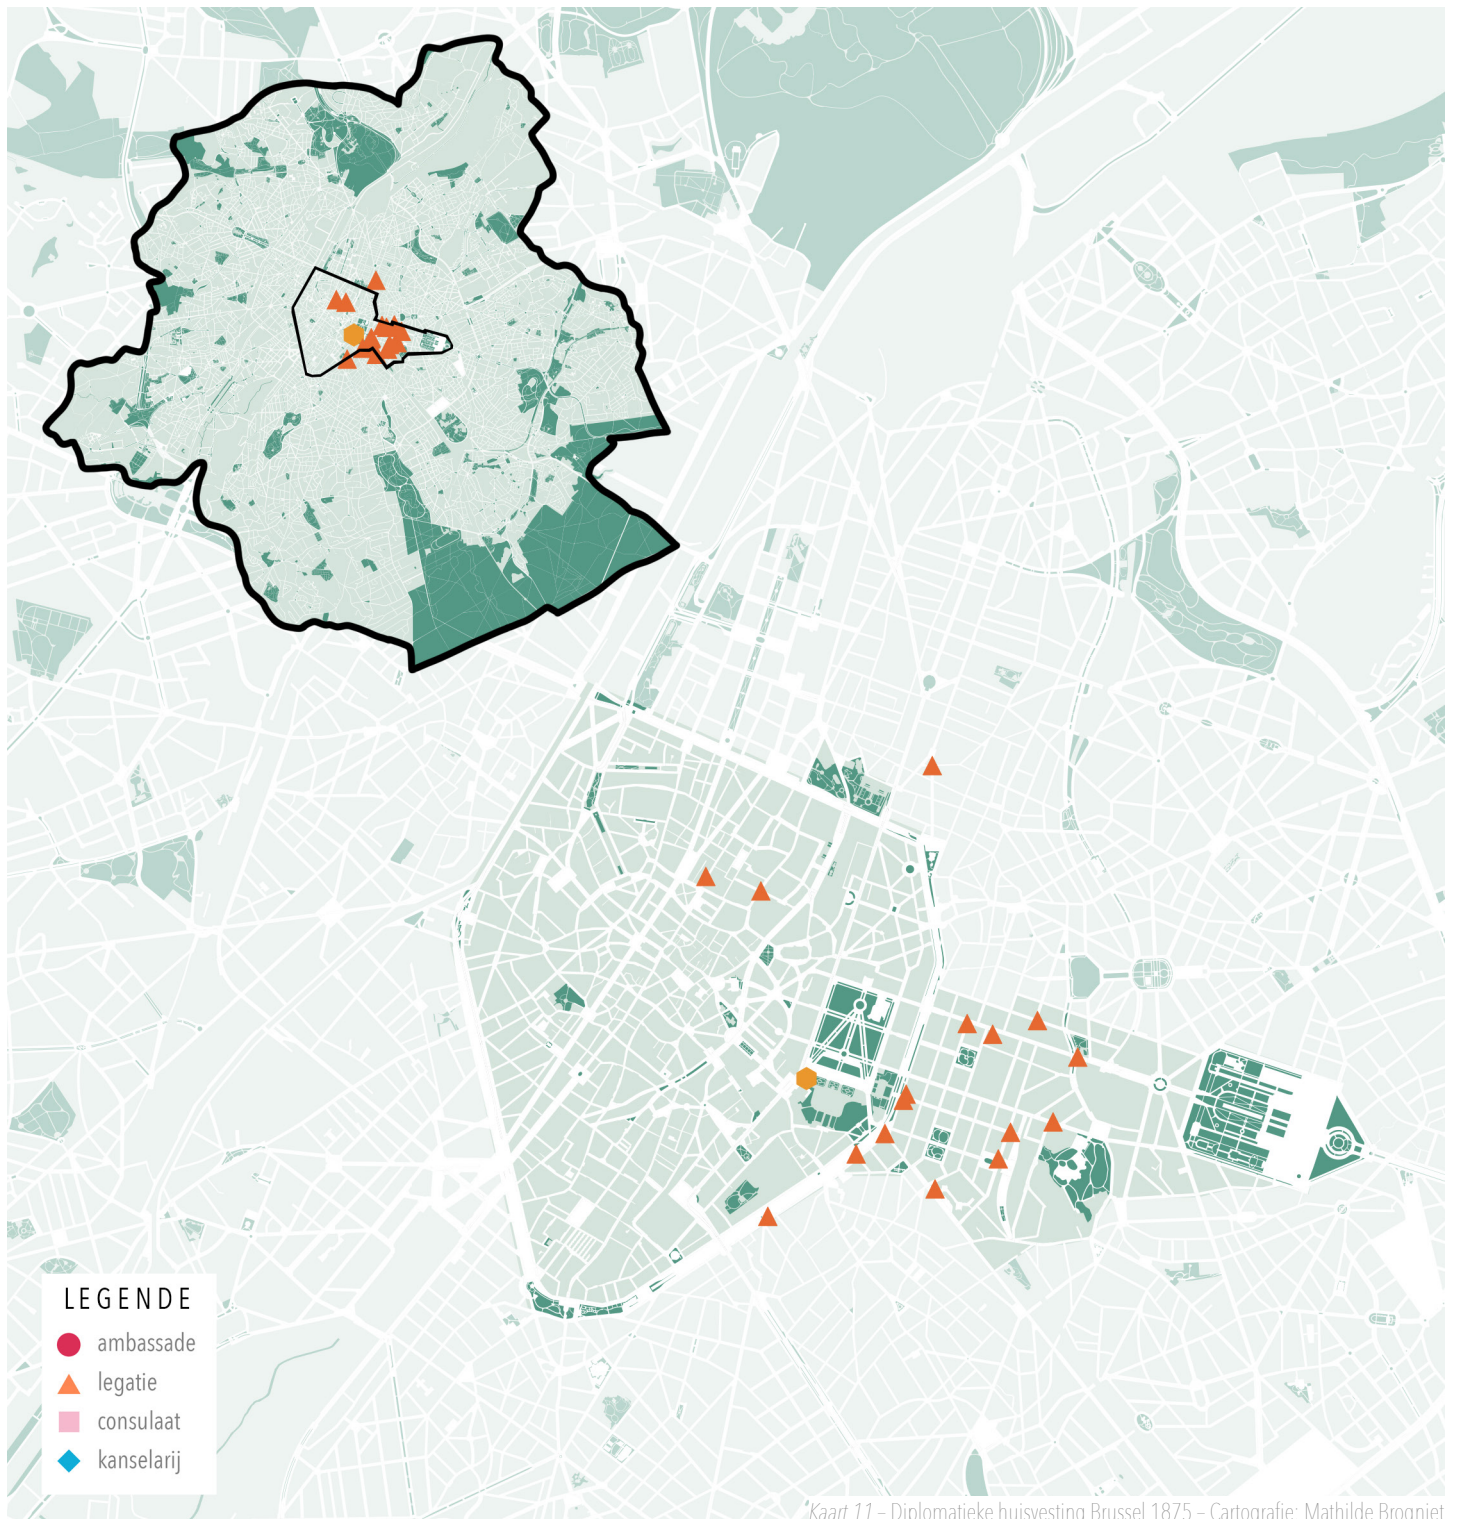 LEGENDE
ambassade
legatie
consulaat
kanselarij
Kaart 11 – Diplomatieke huisvesting Brussel 1875 – Cartografie: Mathilde Brogniet